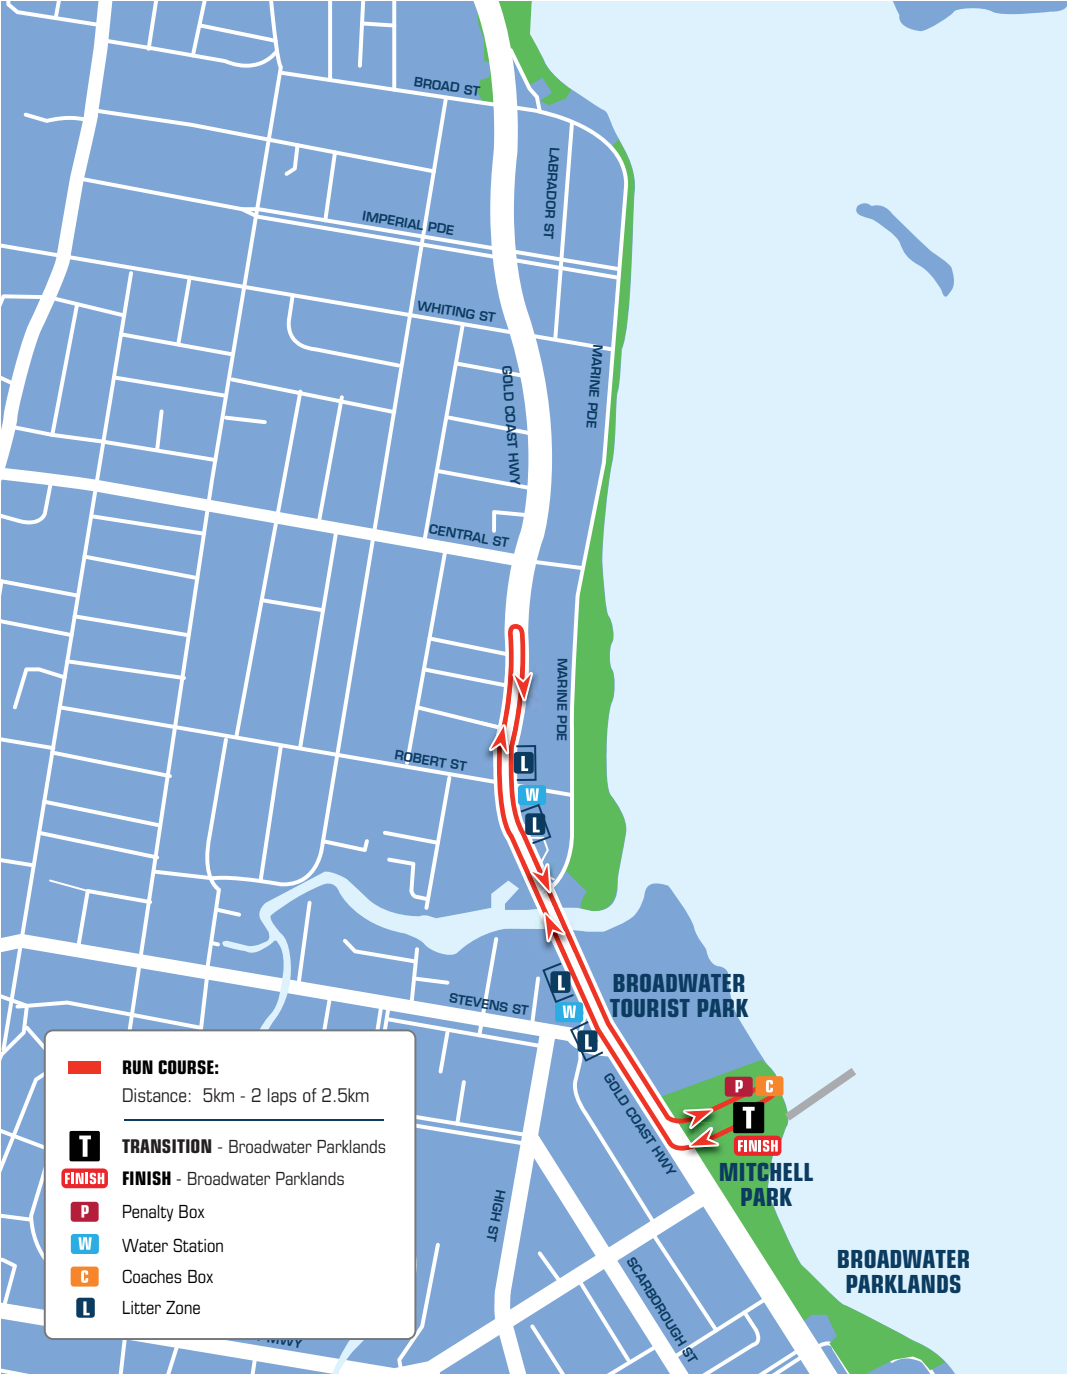 BROAD ST
LABRADOR ST
IMPERIAL PDE
WHITING ST
MARINE PDE
GOLD COAST HWY
CENTRAL ST
MARINE PDE
ROBERT ST
L
W
L
BROADWATER
TOURIST PARK
L
STEVENS ST
W
L
GOLD COAST HWY
P
C
T
FINISH
MITCHELL
PARK
HIGH ST
BROADWATER
PARKLANDS
SCARBOROUGH ST
RUN COURSE:
Distance: 5km - 2 laps of 2.5km
T TRANSITION - Broadwater Parklands
FINISH FINISH - Broadwater Parklands
P Penalty Box
W Water Station
C Coaches Box
L Litter Zone
MWY